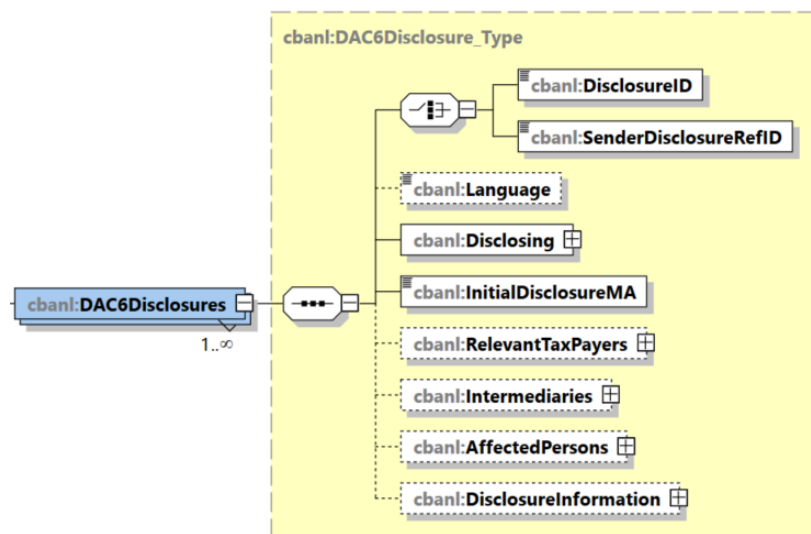 cbanl:DAC6Disclosure_Type
cbanl:DisclosureID
cbanl:SenderDisclosureRefID
cbanl:Language
cbanl:Disclosing
cbanl:DAC6Disclosures
1..∞
cbanl:InitialDisclosureMA
cbanl:RelevantTaxPayers
cbanl:Intermediaries
cbanl:AffectedPersons
cbanl:DisclosureInformation